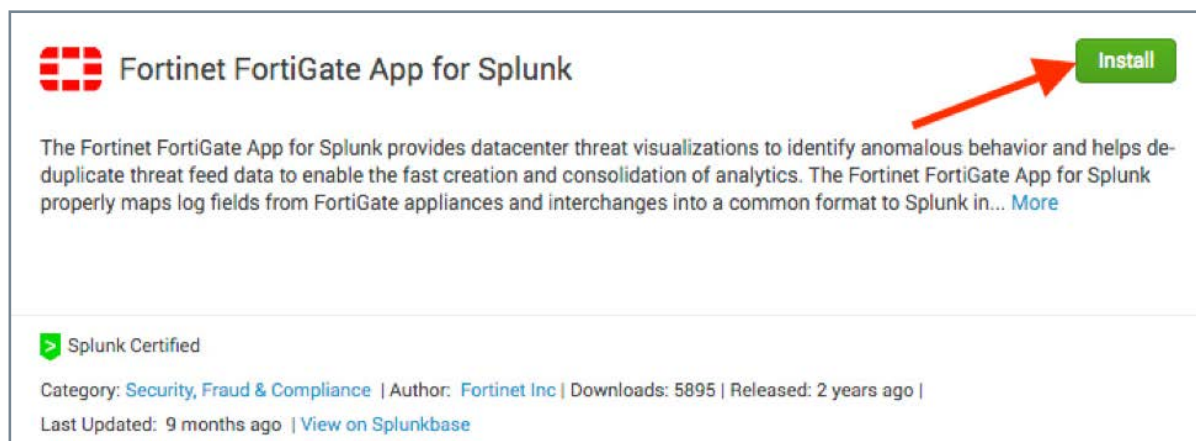 Fortinet FortiGate App for Splunk
Install
The Fortinet FortiGate App for Splunk provides datacenter threat visualizations to identify anomalous behavior and helps de-
duplicate threat feed data to enable the fast creation and consolidation of analytics. The Fortinet FortiGate App for Splunk
properly maps log fields from FortiGate appliances and interchanges into a common format to Splunk in... More
Splunk Certified
Category: Security, Fraud & Compliance | Author: Fortinet Inc | Downloads: 5895 | Released: 2 years ago |
Last Updated: 9 months ago | View on Splunkbase